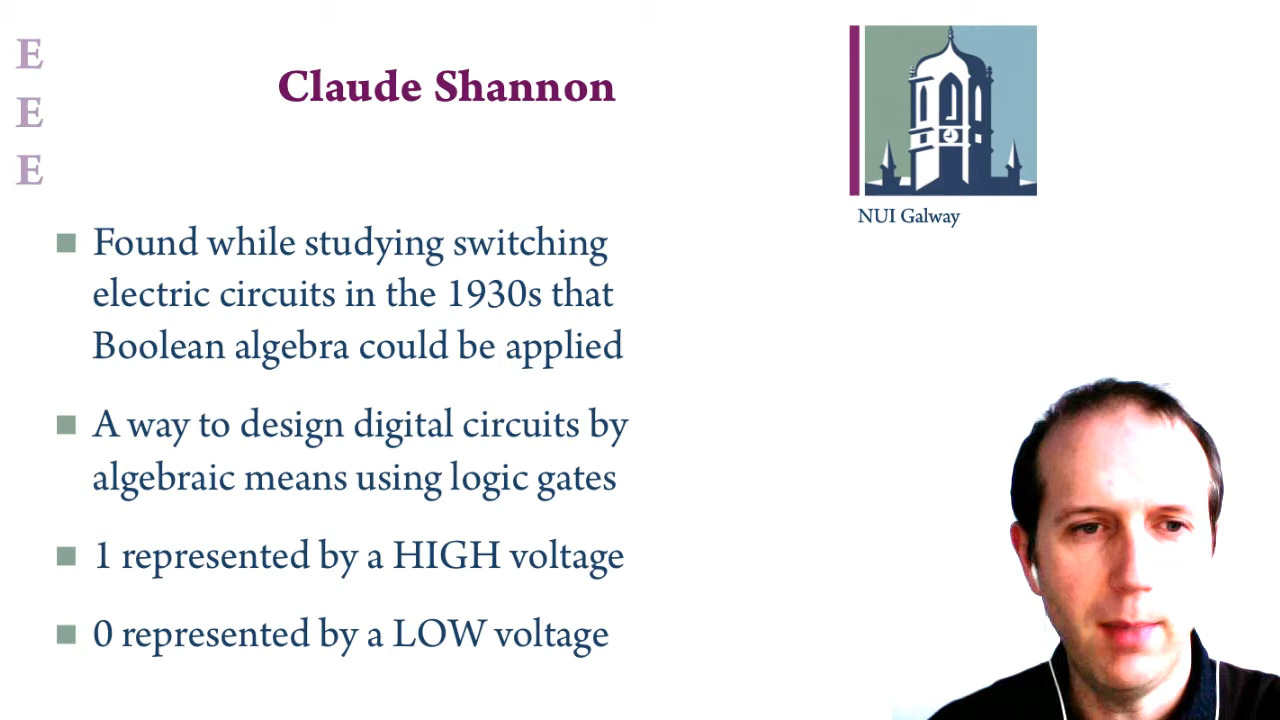 E
E
E
Claude Shannon
NUI Galway
Found while studying switching
electric circuits in the 1930s that
Boolean algebra could be applied
A way to design digital circuits by
algebraic means using logic gates
1 represented by a HIGH voltage
0 represented by a LOW voltage